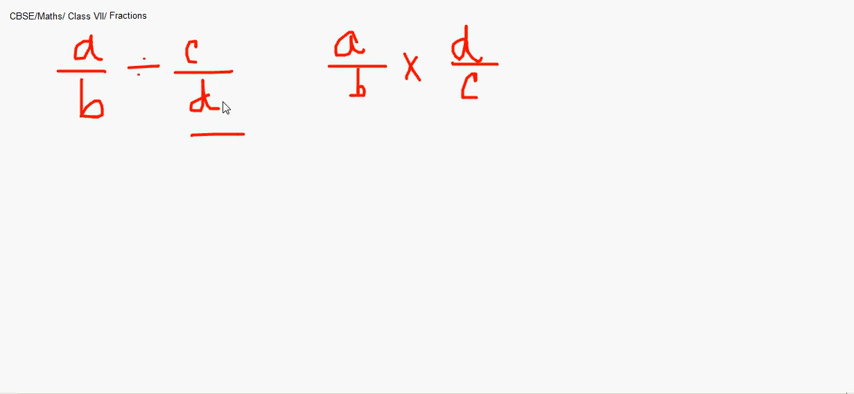 CBSE/Maths/ Class VII/ Fractions
a/b ÷ c/d a/b x d/c